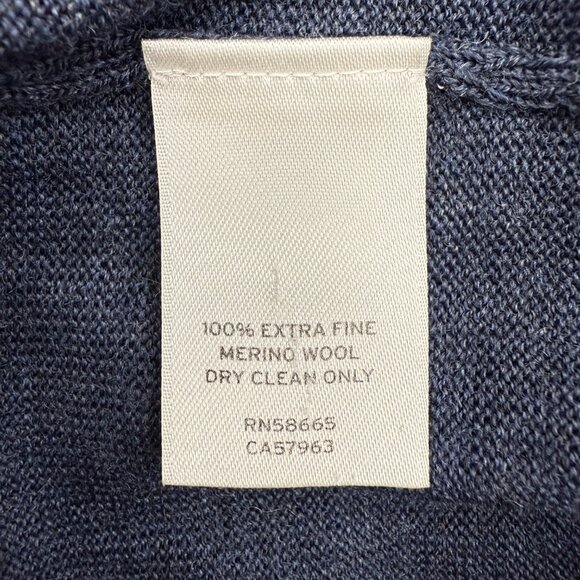 100% EXTRA FINE
MERINO WOOL
DRY CLEAN ONLY
RN58665
CA57963